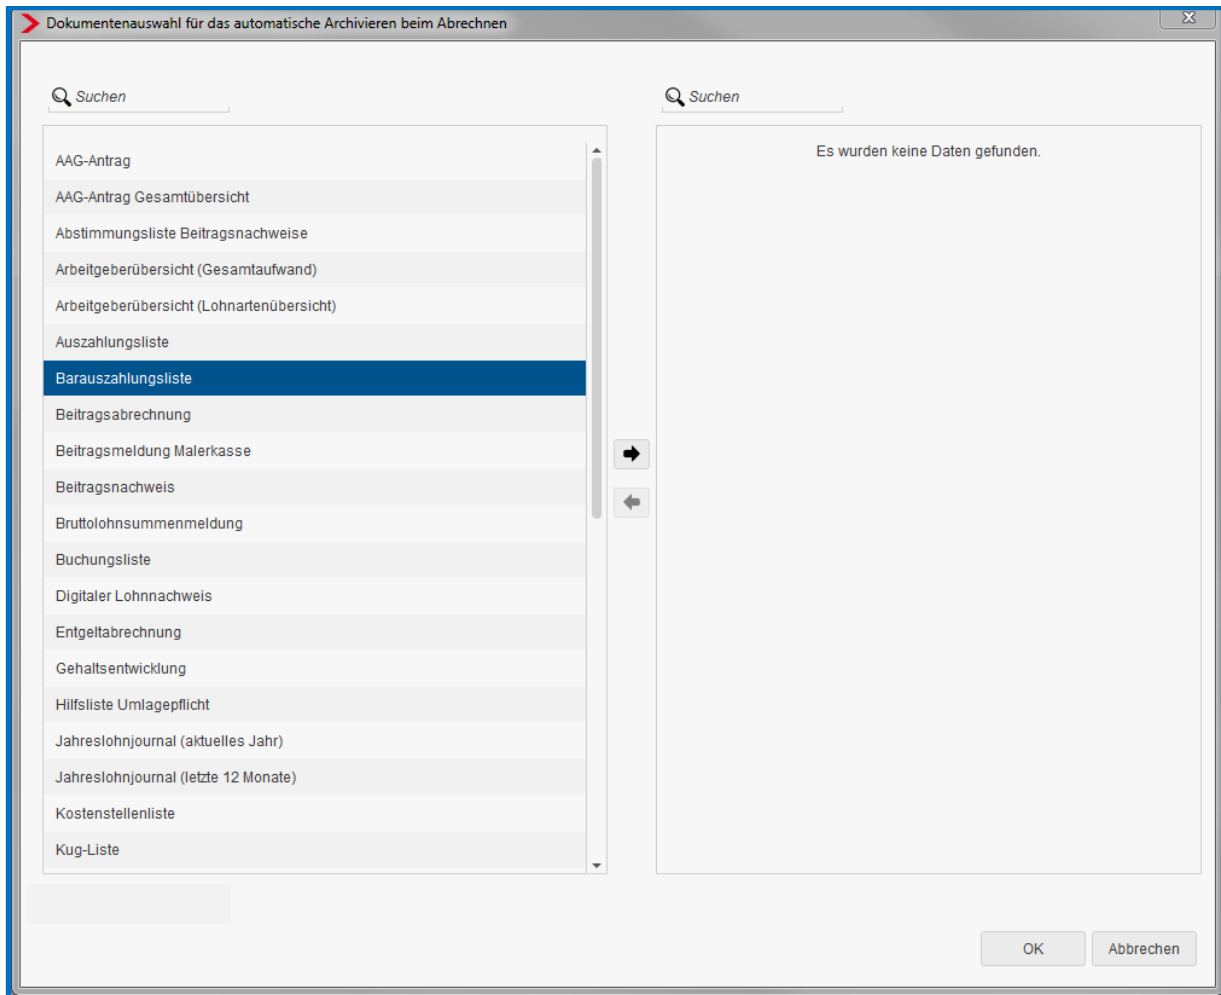 Dokumentenauswahl für das automatische Archivieren beim Abrechnen
Suchen
Suchen
AAG-Antrag
AAG-Antrag Gesamtübersicht
Abstimmungsliste Beitragsnachweise
Arbeitgeberübersicht (Gesamtaufwand)
Arbeitgeberübersicht (Lohnartenübersicht)
Auszahlungsliste
Barauszahlungsliste
Beitragsabrechnung
Beitragsmeldung Malerkasse
Beitragsnachweis
Bruttolohnsummenmeldung
Buchungsliste
Digitaler Lohnnachweis
Entgeltabrechnung
Gehaltsentwicklung
Hilfsliste Umlagepflicht
Jahreslohnjournal (aktuelles Jahr)
Jahreslohnjournal (letzte 12 Monate)
Kostenstellenliste
Kug-Liste
Es wurden keine Daten gefunden.
OK
Abbrechen